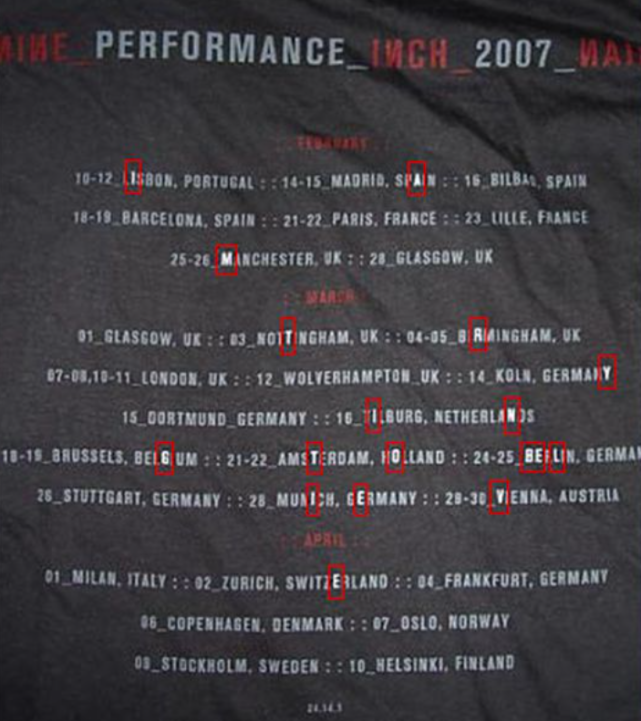 NINE_PERFORMANCE_INCH_2007_NAI
: : FEBRUARY : :
10-12_LISBON, PORTUGAL : : 14-15_MADRID, SPAIN : : 16_BILBAO, SPAIN
18-19_BARCELONA, SPAIN : : 21-22_PARIS, FRANCE : : 23_LILLE, FRANCE
25-26_MANCHESTER, UK : : 28_GLASGOW, UK
: : MARCH : :
01_GLASGOW, UK : : 03_NOTTINGHAM, UK : : 04-05_BIRMINGHAM, UK
07-08,10-11_LONDON, UK : : 12_WOLVERHAMPTON_UK : : 14_KOLN, GERMANY
15_DORTMUND_GERMANY : : 16_TILBURG, NETHERLANDS
18-19_BRUSSELS, BELGIUM : : 21-22_AMSTERDAM, HOLLAND : : 24-25_BERLIN, GERMAN
26_STUTTGART, GERMANY : : 28_MUNICH, GERMANY : : 29-30_VIENNA, AUSTRIA
: : APRIL : :
01_MILAN, ITALY : : 02_ZURICH, SWITZERLAND : : 04_FRANKFURT, GERMANY
06_COPENHAGEN, DENMARK : : 07_OSLO, NORWAY
09_STOCKHOLM, SWEDEN : : 10_HELSINKI, FINLAND